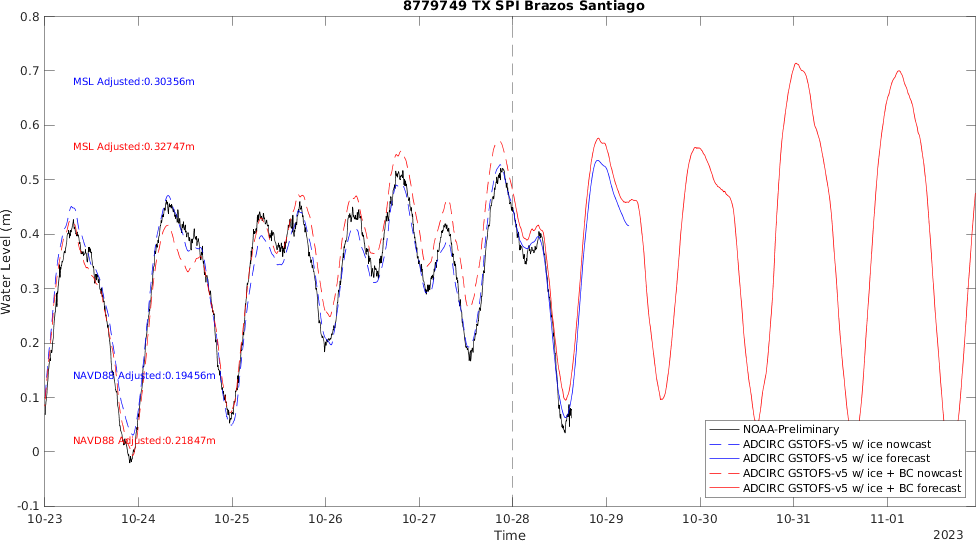 8779749 TX SPI Brazos Santiago
0.8
0.7
0.6
0.5
0.4
0.3
0.2
0.1
0
-0.1
Water Level (m)
MSL Adjusted:0.30356m
MSL Adjusted:0.32747m
NAVD88 Adjusted:0.19456m
NAVD88 Adjusted:0.21847m
NOAA-Preliminary
ADCIRC GSTOFS-v5 w/ ice nowcast
ADCIRC GSTOFS-v5 w/ ice forecast
ADCIRC GSTOFS-v5 w/ ice + BC nowcast
ADCIRC GSTOFS-v5 w/ ice + BC forecast
10-23 10-24 10-25 10-26 10-27 10-28 10-29 10-30 10-31 11-01
Time
2023